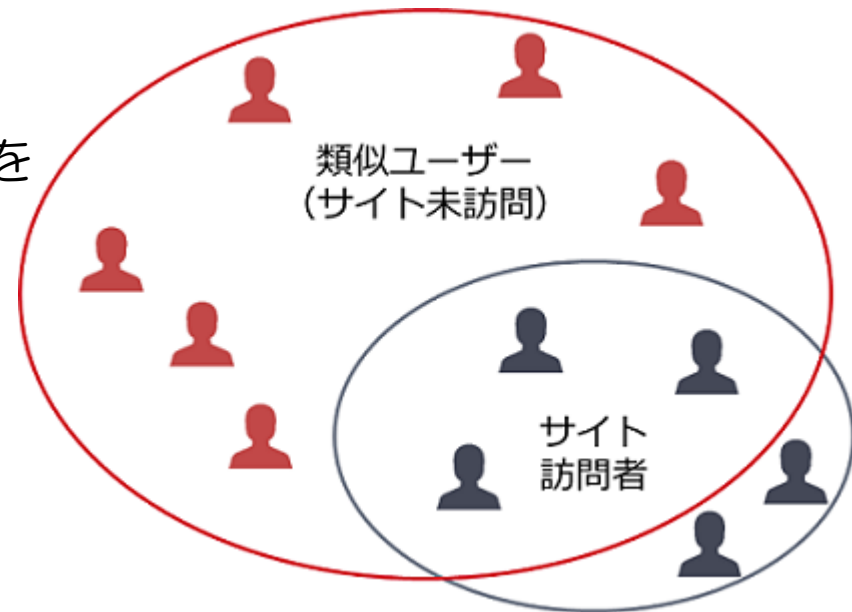 を
類似ユーザー
（サイト未訪問）
サイト
訪問者